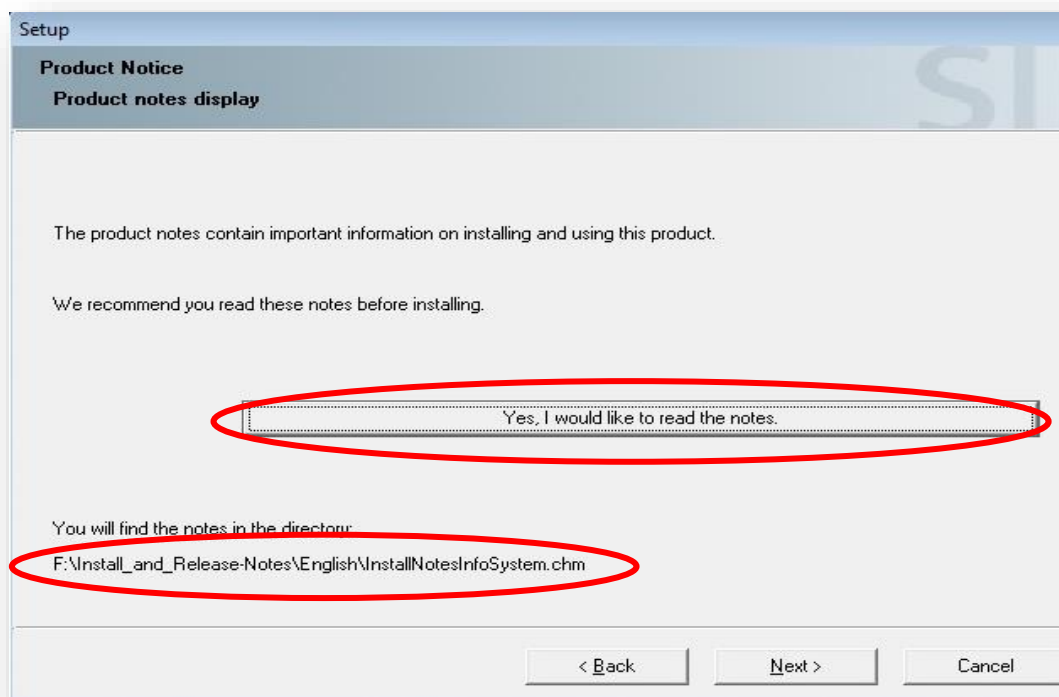 Setup
Product Notice
Product notes display
SI
The product notes contain important information on installing and using this product.
We recommend you read these notes before installing.
Yes, I would like to read the notes.
You will find the notes in the directory:
F:\Install_and_Release-Notes\English\InstallNotesInfoSystem.chm
< Back
Next >
Cancel